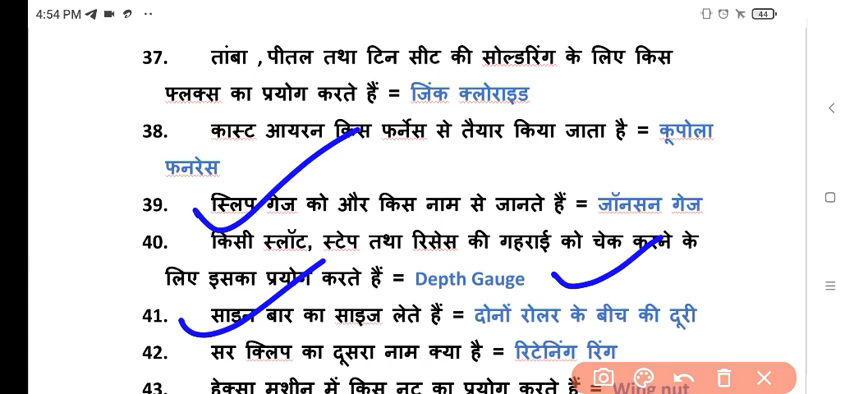 4:54 PM
44
37. तांबा , पीतल तथा टिन सीट की सोल्डरिंग के लिए किस
फ्लक्स का प्रयोग करते हैं = जिंक क्लोराइड
38. कास्ट आयरन किस फर्नेस से तैयार किया जाता है = कूपोला
फनरेस
39. स्लिप गेज को और किस नाम से जानते हैं = जॉनसन गेज
40. किसी स्लॉट, स्टेप तथा रिसेस की गहराई को चेक करने के
लिए इसका प्रयोग करते हैं = Depth Gauge
41. साइन बार का साइज लेते हैं = दोनों रोलर के बीच की दूरी
42. सर क्लिप का दूसरा नाम क्या है = रिटेनिंग रिंग
43. हेक्सा मशीन में किस नट का प्रयोग करते हैं = Wing nut